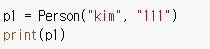 p1 = Person("kim", "111")
print(p1)